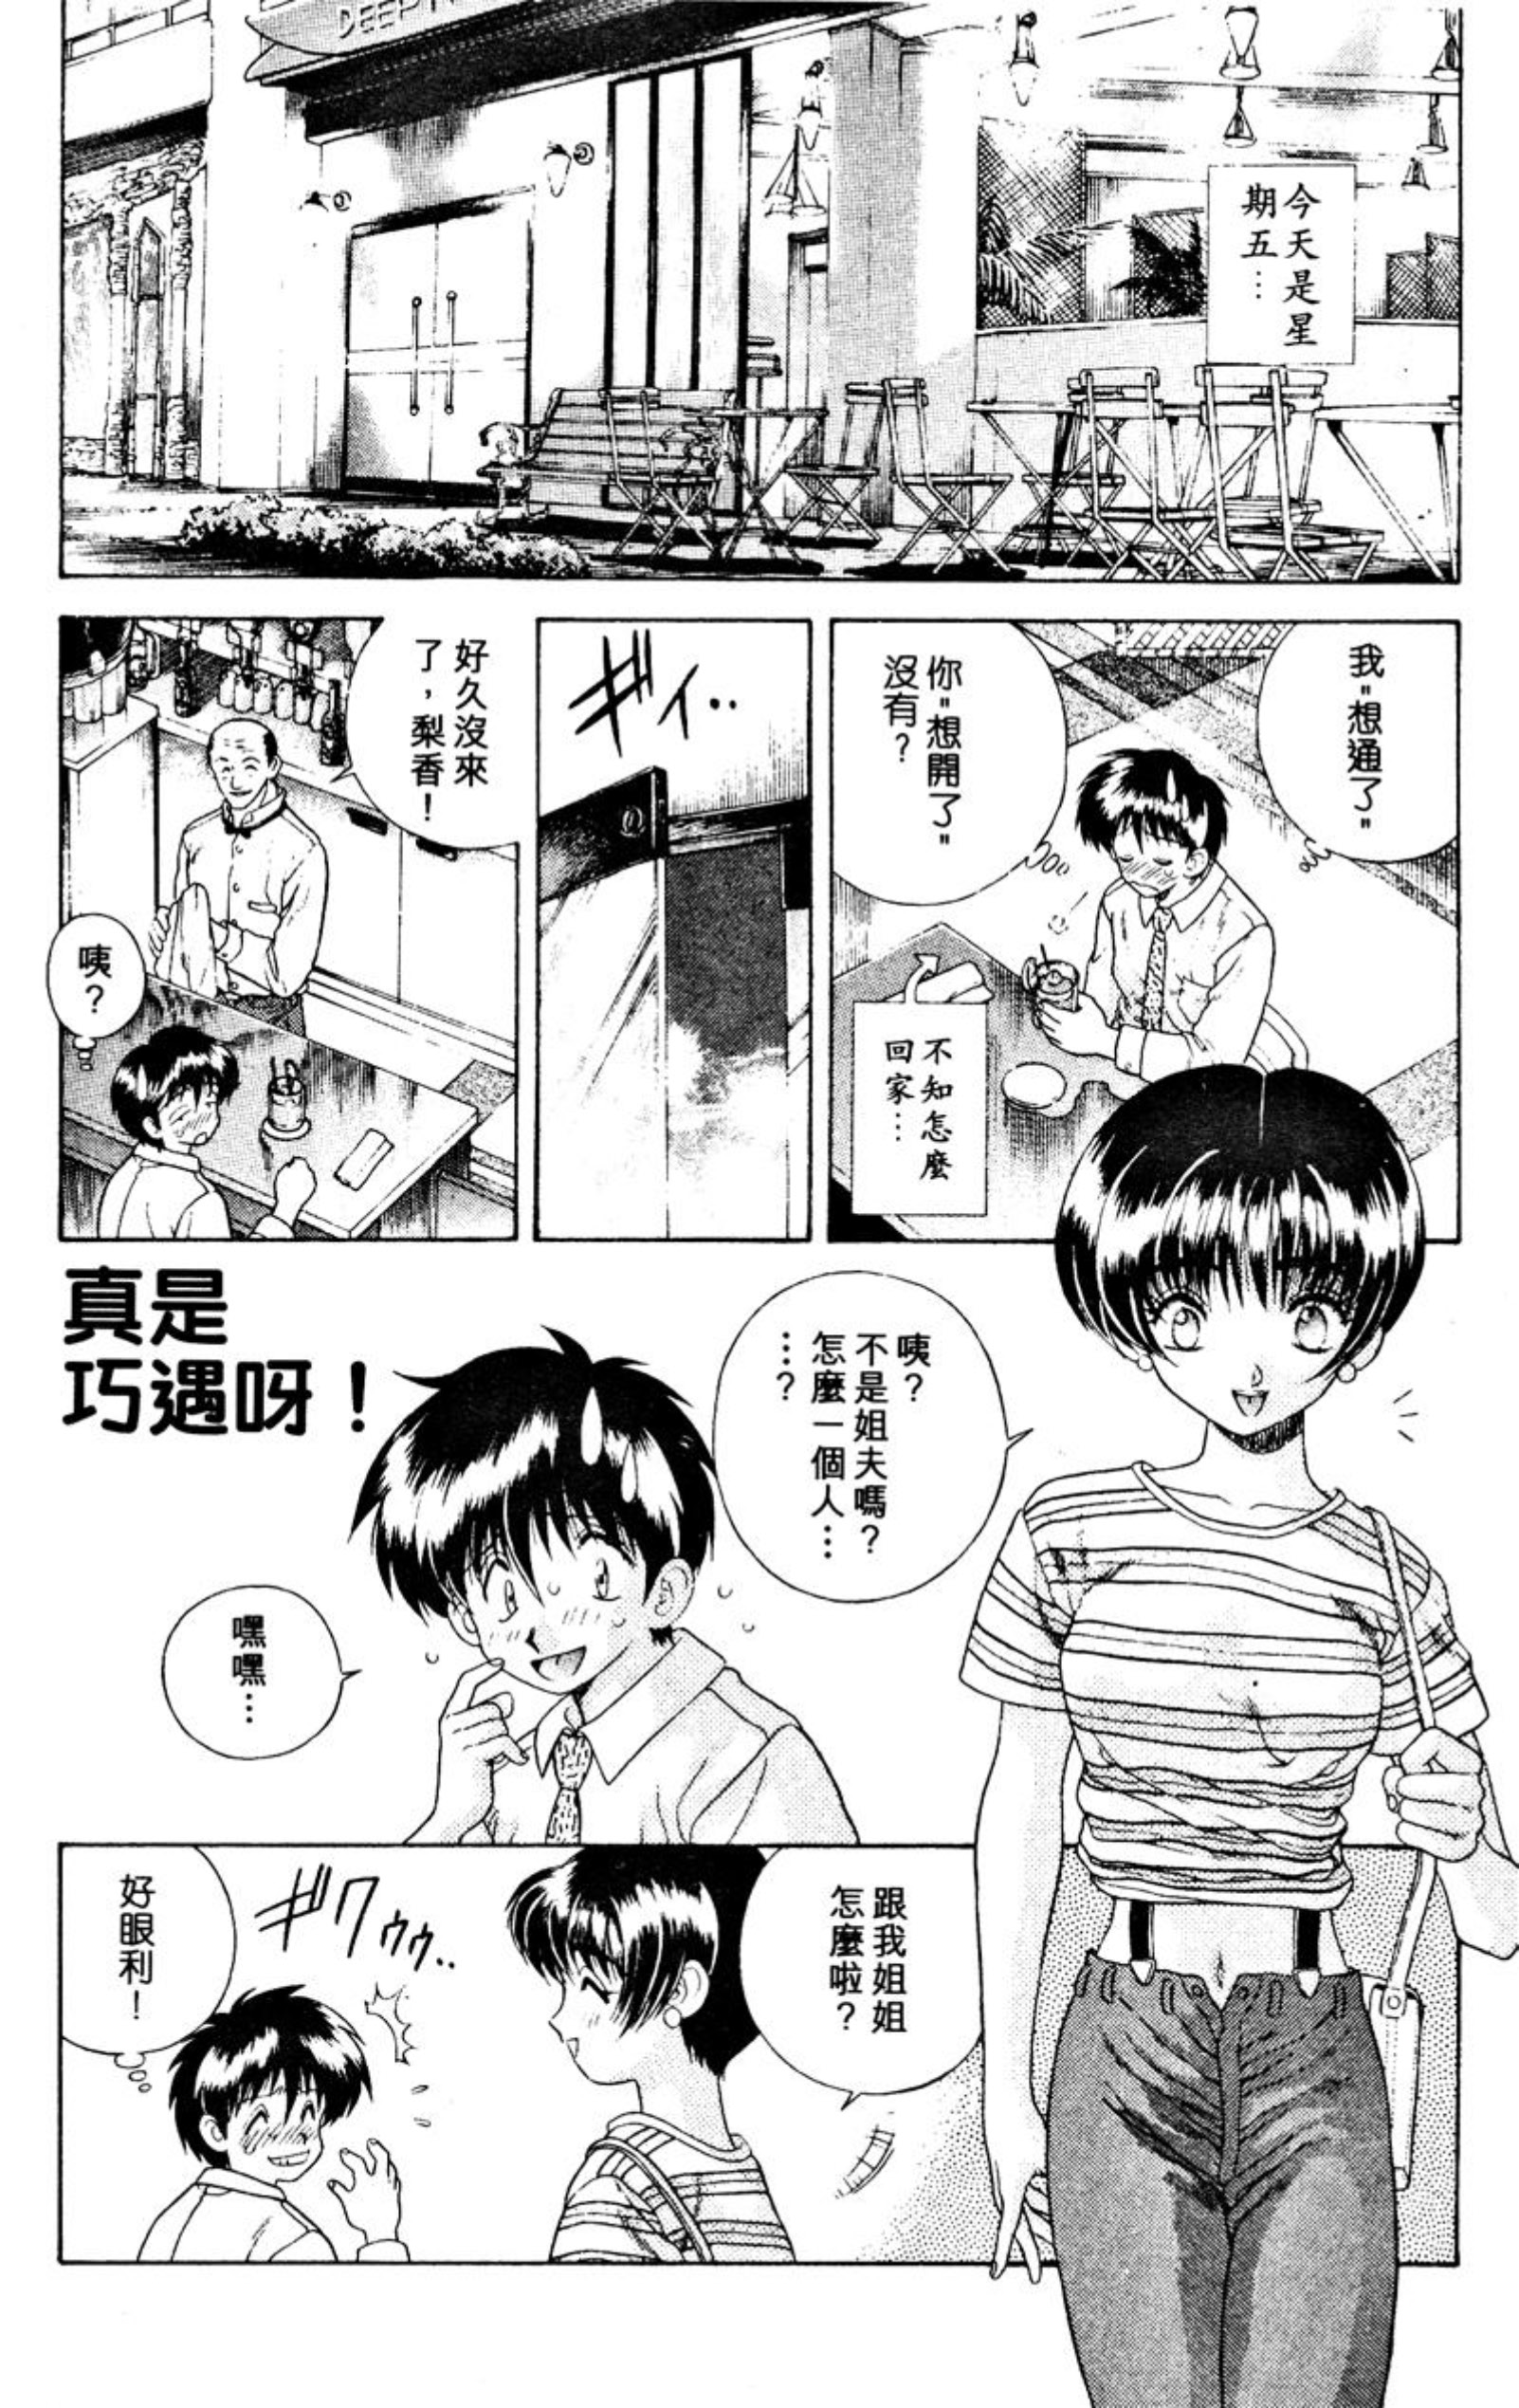 DEEP
今天是星
期五…
我"想通了"
你"想開了"
沒有？
不知怎麼
回家…
ギィ‥
好久沒來
了，梨香！
咦？
咦？
不是姐夫嗎？
怎麼一個人…
…？
真是
巧遇呀！
嘿嘿…
跟我姐姐
怎麼啦？
ギクゥゥ‥
好眼利！